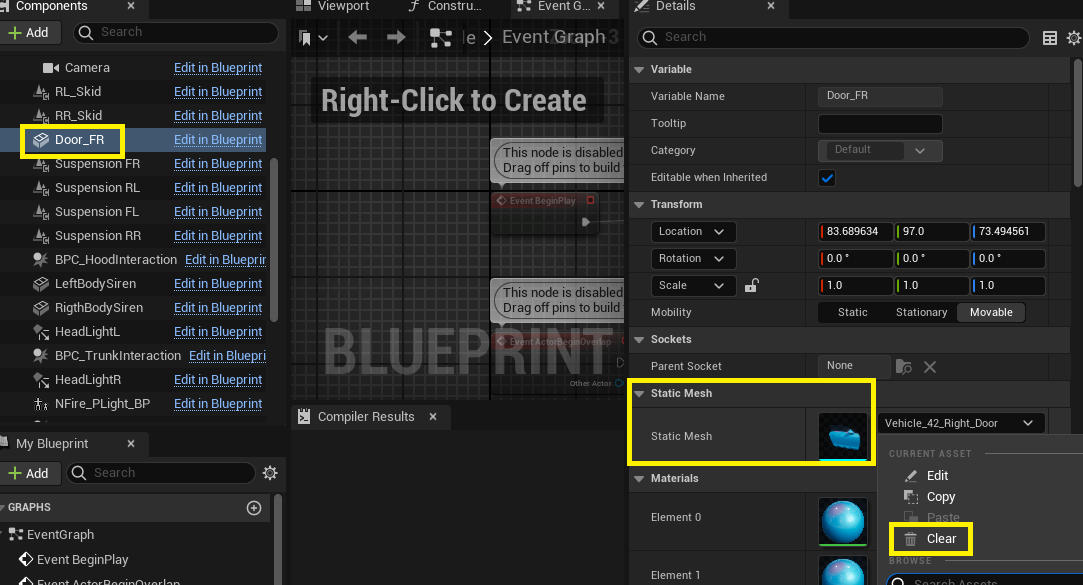 Components
Add
Search
Camera Edit in Blueprint
RL_Skid Edit in Blueprint
RR_Skid Edit in Blueprint
Door_FR Edit in Blueprint
Suspension FR Edit in Blueprint
Suspension RL Edit in Blueprint
Suspension FL Edit in Blueprint
Suspension RR Edit in Blueprint
BPC_HoodInteraction Edit in Blueprin
LeftBodySiren Edit in Blueprint
RigthBodySiren Edit in Blueprint
HeadLightL Edit in Blueprint
BPC_TrunkInteraction Edit in Bluepri
HeadLightR Edit in Blueprint
NFire_PLight_BP Edit in Blueprint
My Blueprint
Add
Search
GRAPHS
EventGraph
Event BeginPlay
Event ActorBeginOverlap
Viewport
Constru...
Event G...
Event Graph
Right-Click to Create
This node is disabled
Drag off pins to build
Event BeginPlay
This node is disabled
Drag off pins to build
Event ActorBeginOverlap
Other Actor
BLUEPRINT
Compiler Results
Details
Search
Variable
Variable Name Door_FR
Tooltip
Category Default
Editable when Inherited
Transform
Location 83.689634 97.0 73.494561
Rotation 0.0 ° 0.0 ° 0.0 °
Scale 1.0 1.0 1.0
Mobility Static Stationary Movable
Sockets
Parent Socket None
Static Mesh
Static Mesh Vehicle_42_Right_Door
CURRENT ASSET
Edit
Copy
Paste
Clear
BROWSE
Search Assets
Materials
Element 0
Element 1